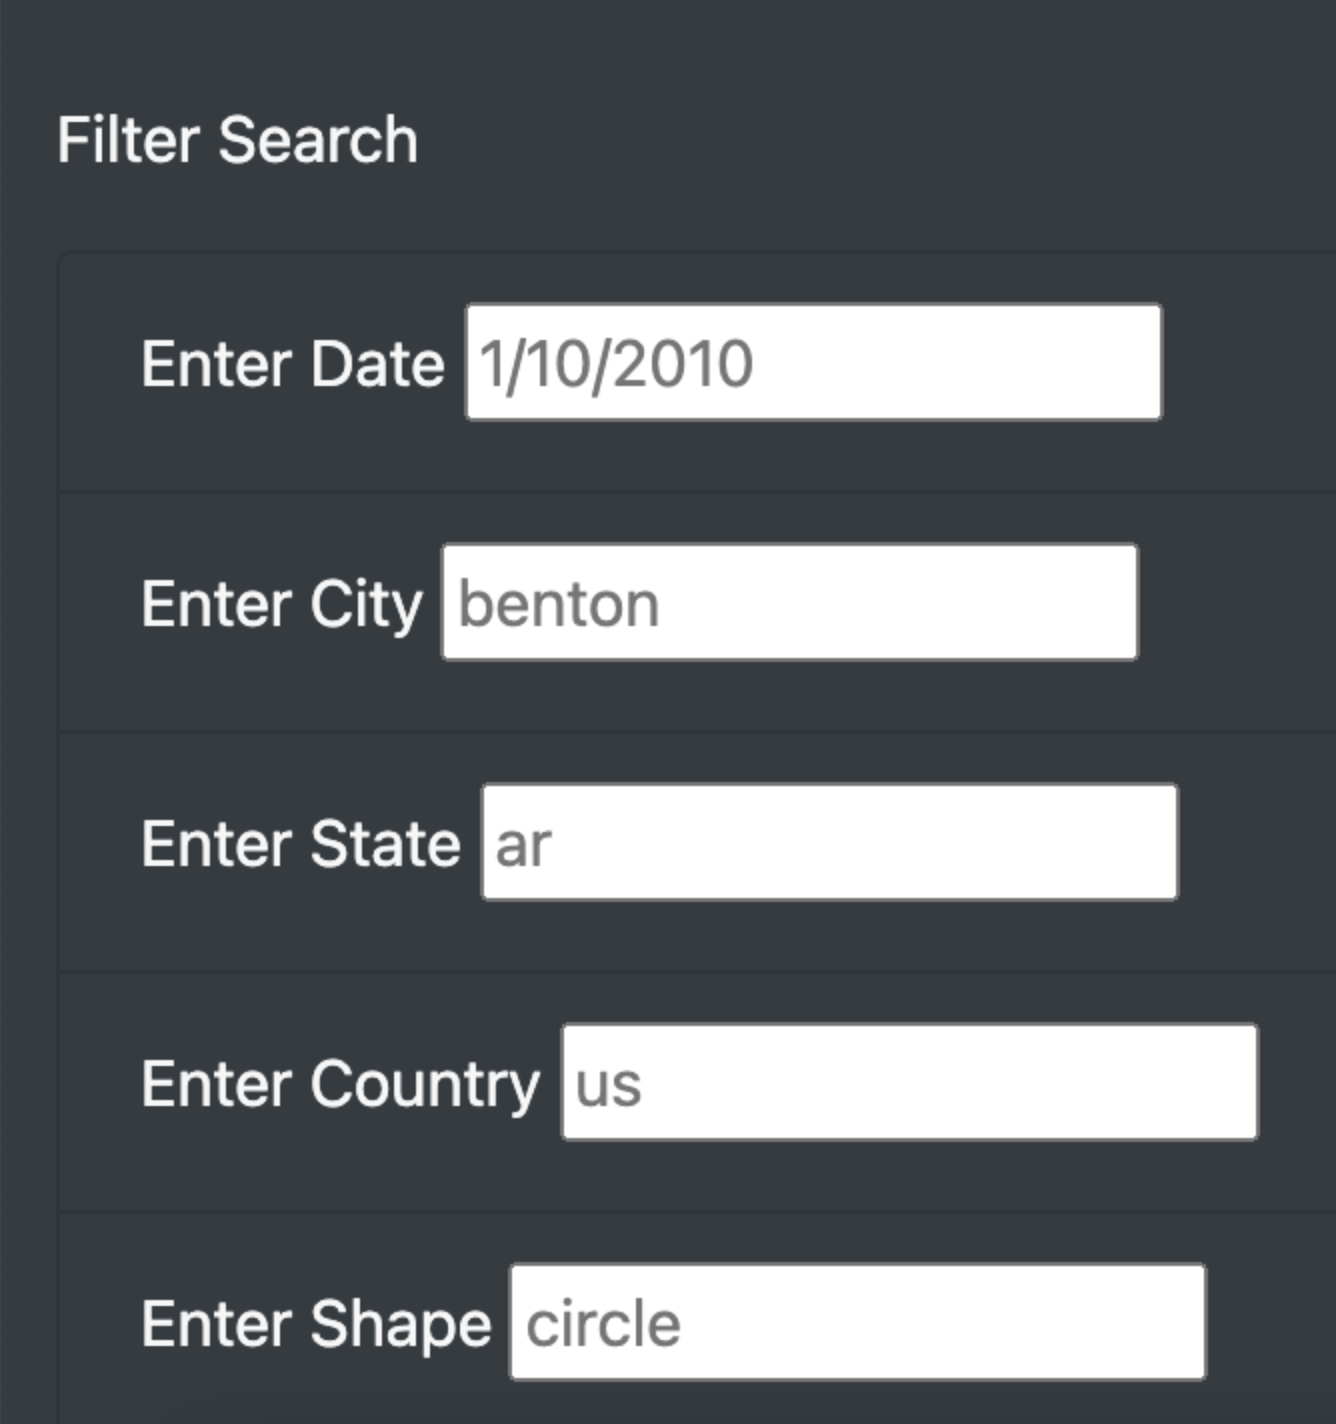 Filter Search
Enter Date 1/10/2010
Enter City benton
Enter State ar
Enter Country us
Enter Shape circle